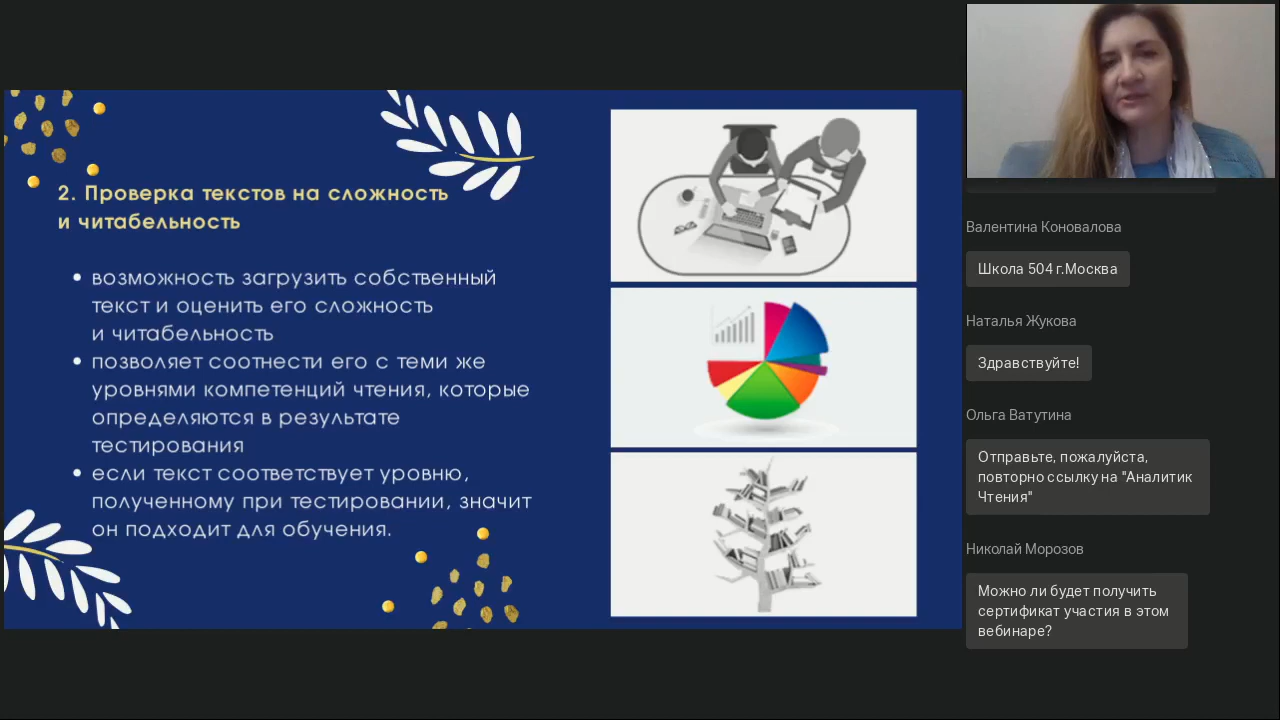 2. Проверка текстов на сложность
и читабельность
возможность загрузить собственный
текст и оценить его сложность
и читабельность
позволяет соотнести его с теми же
уровнями компетенций чтения, которые
определяются в результате
тестирования
если текст соответствует уровню,
полученному при тестировании, значит
он подходит для обучения.
Валентина Коновалова
Школа 504 г.Москва
Наталья Жукова
Здравствуйте!
Ольга Ватутина
Отправьте, пожалуйста,
повторно ссылку на "Аналитик
Чтения"
Николай Морозов
Можно ли будет получить
сертификат участия в этом
вебинаре?